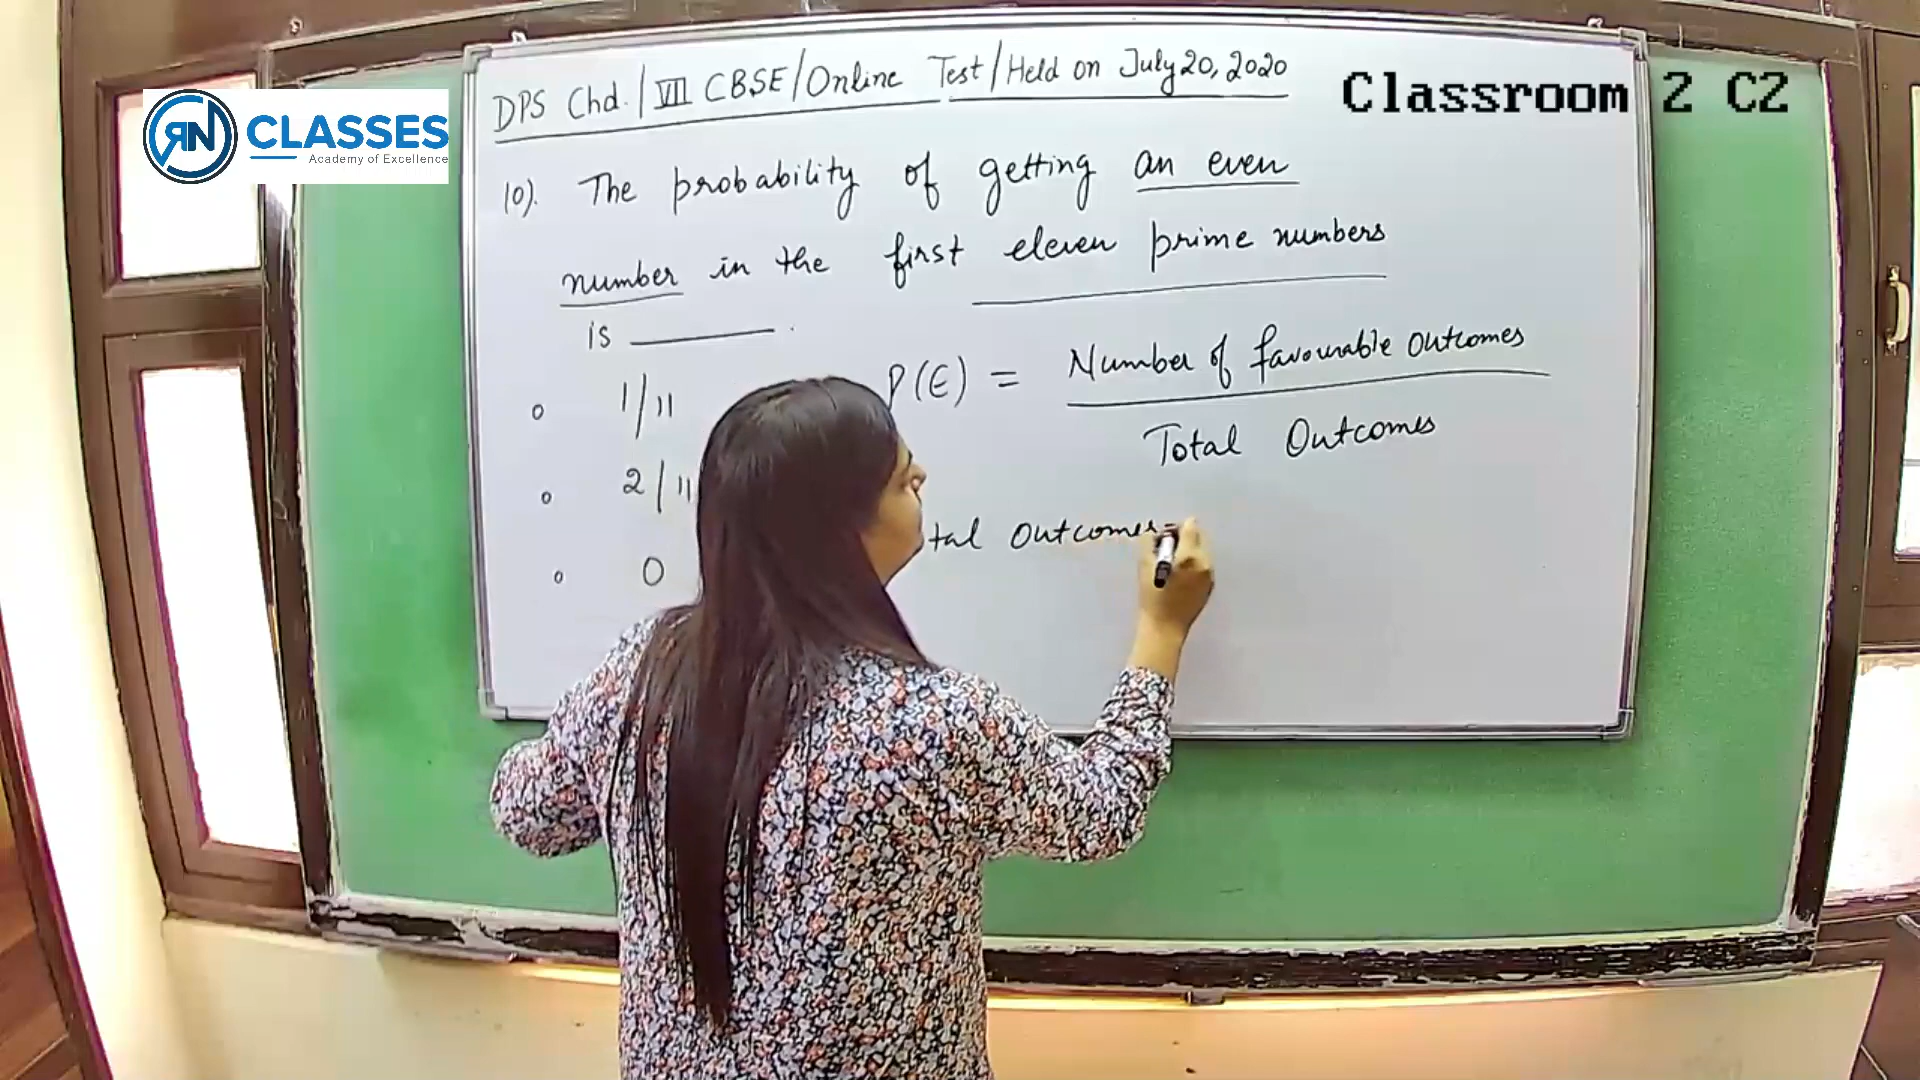 DPS Chd. / VII CBSE / Online Test / Held on July 20, 2020
Classroom 2 C2
RN CLASSES
Academy of Excellence
10). The probability of getting an even
number in the first eleven prime numbers
is ______ .
P(E) = Number of favourable outcomes
Total Outcomes
1/11
2/11
tal outcomes =
0